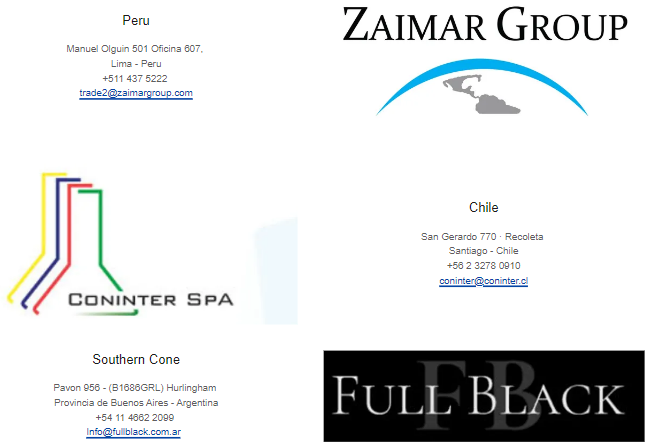 Peru
Manuel Olguin 501 Oficina 607,
Lima - Peru
+511 437 5222
trade2@zaimargroup.com
ZAIMAR GROUP
CONINTER SPA
Chile
San Gerardo 770 · Recoleta
Santiago - Chile
+56 2 3278 0910
coninter@coninter.cl
Southern Cone
Pavon 956 - (B1686GRL) Hurlingham
Provincia de Buenos Aires - Argentina
+54 11 4662 2099
Info@fullblack.com.ar
FB
FULL BLACK